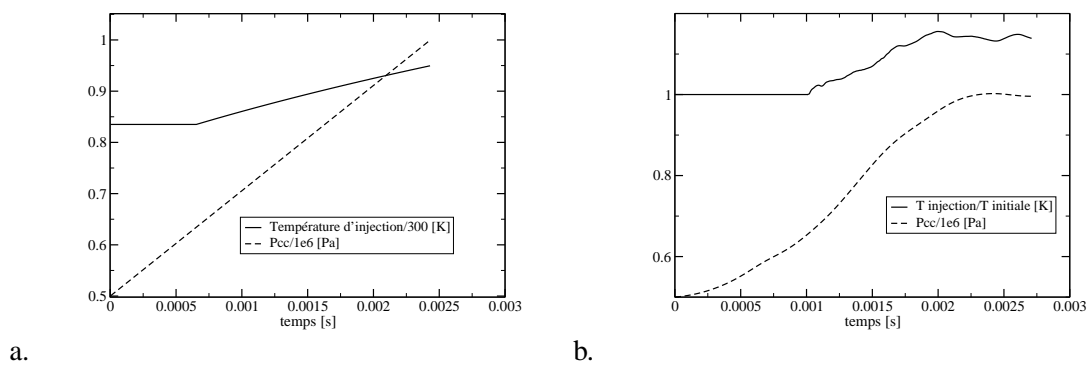 1
0.9
0.8
0.7
0.6
0.5
0 0.0005 0.001 0.0015 0.002 0.0025 0.003
temps [s]
Température d'injection/300 [K]
Pcc/1e6 [Pa]
a.
1
0.8
0.6
0 0.0005 0.001 0.0015 0.002 0.0025 0.003
temps [s]
T injection/T initiale [K]
Pcc/1e6 [Pa]
b.